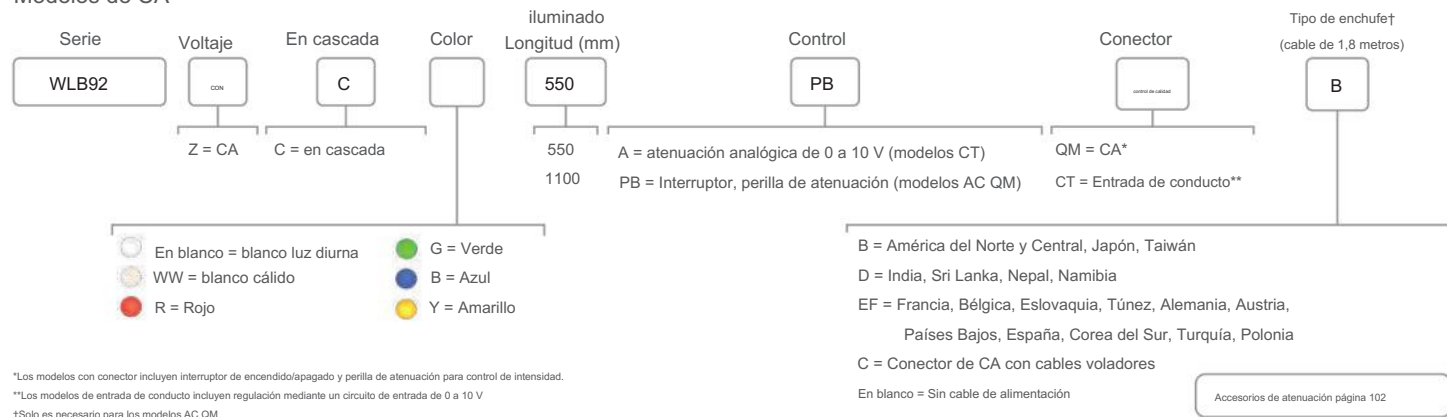 Modelos de CA
Serie
Voltaje
En cascada
Color
iluminado
Longitud (mm)
Control
Conector
Tipo de enchufe†
(cable de 1,8 metros)
WLB92
CON
C
550
PB
control de calidad
B
Z = CA
C = en cascada
550
1100
A = atenuación analógica de 0 a 10 V (modelos CT)
PB = Interruptor, perilla de atenuación (modelos AC QM)
QM = CA*
CT = Entrada de conducto**
En blanco = blanco luz diurna
WW = blanco cálido
R = Rojo
G = Verde
B = Azul
Y = Amarillo
B = América del Norte y Central, Japón, Taiwán
D = India, Sri Lanka, Nepal, Namibia
EF = Francia, Bélgica, Eslovaquia, Túnez, Alemania, Austria,
Países Bajos, España, Corea del Sur, Turquía, Polonia
C = Conector de CA con cables voladores
En blanco = Sin cable de alimentación
*Los modelos con conector incluyen interruptor de encendido/apagado y perilla de atenuación para control de intensidad.
**Los modelos de entrada de conducto incluyen regulación mediante un circuito de entrada de 0 a 10 V
†Solo es necesario para los modelos AC QM
Accesorios de atenuación página 102